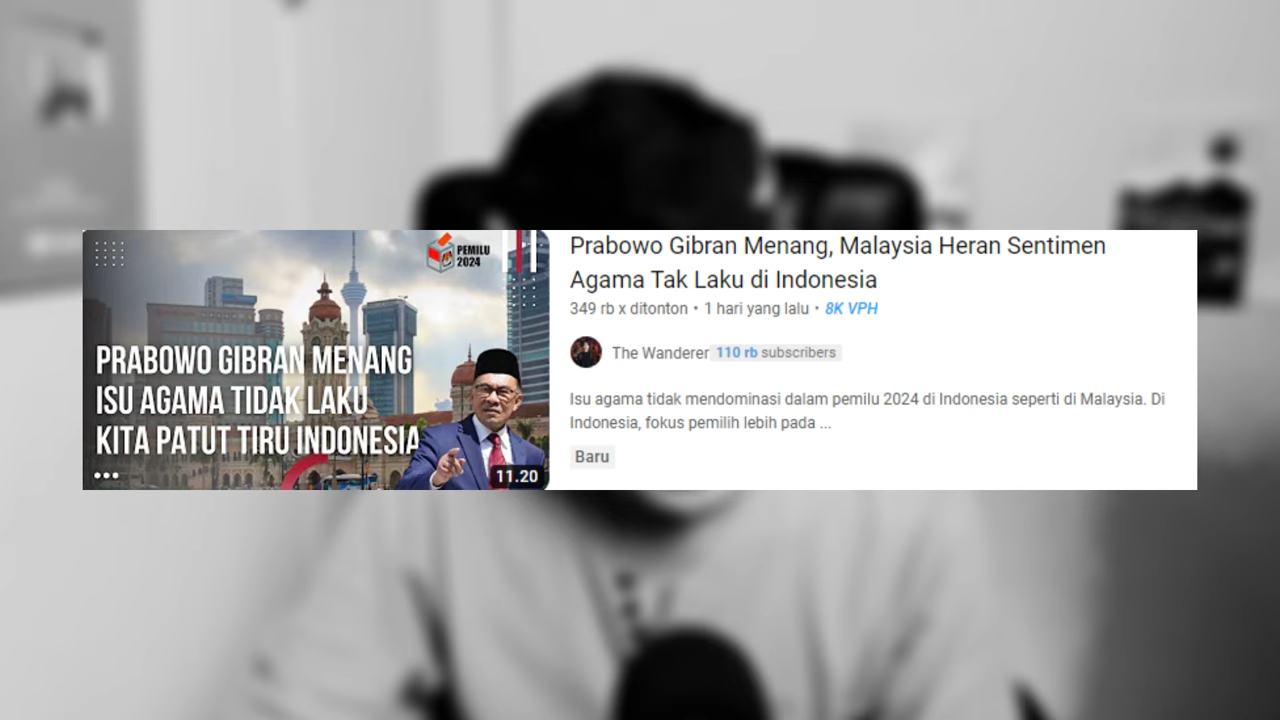 PEMILU
2024
PRABOWO GIBRAN MENANG
ISU AGAMA TIDAK LAKU
KITA PATUT TIRU INDONESIA
11.20
Prabowo Gibran Menang, Malaysia Heran Sentimen
Agama Tak Laku di Indonesia
349 rb x ditonton • 1 hari yang lalu • 8K VPH
The Wanderer 110 rb subscribers
Isu agama tidak mendominasi dalam pemilu 2024 di Indonesia seperti di Malaysia. Di
Indonesia, fokus pemilih lebih pada ...
Baru